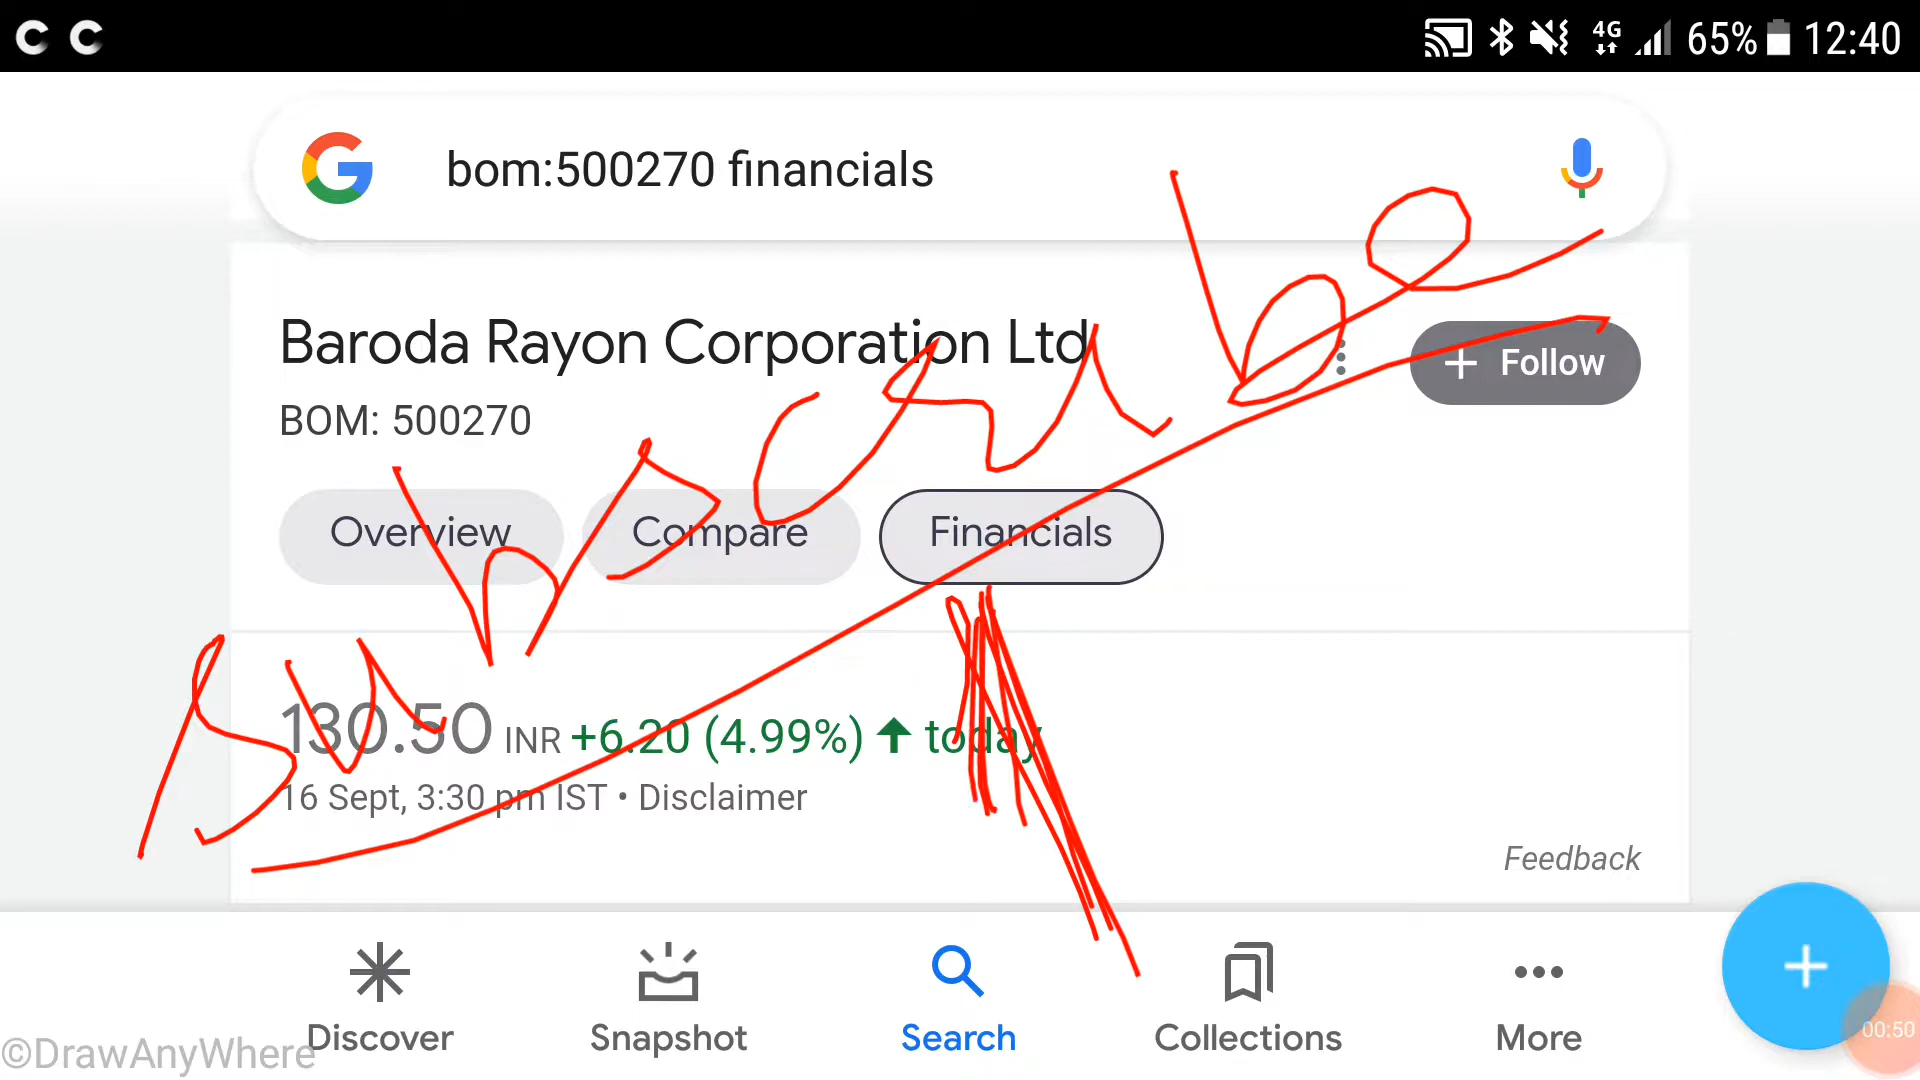 4G 65% 12:40
bom:500270 financials
Baroda Rayon Corporation Ltd
+ Follow
BOM: 500270
Overview Compare Financials
130.50 INR +6.20 (4.99%) today
16 Sept, 3:30 pm IST • Disclaimer
Feedback
Discover Snapshot Search Collections More
©DrawAnyWhere
00:50